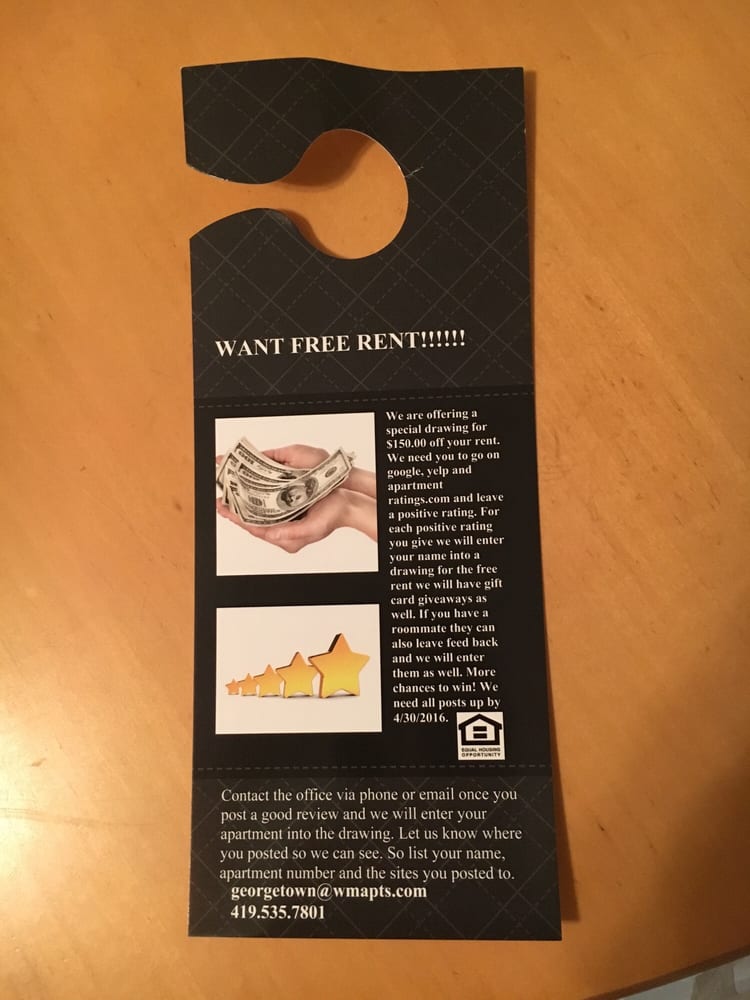 WANT FREE RENT!!!!!!
We are offering a
special drawing for
$150.00 off your rent.
We need you to go on
google, yelp and
apartment
ratings.com and leave
a positive rating. For
each positive rating
you give we will enter
your name into a
drawing for the free
rent we will have gift
card giveaways as
well. If you have a
roommate they can
also leave feed back
and we will enter
them as well. More
chances to win! We
need all posts up by
4/30/2016.
EQUAL HOUSING
OPPORTUNITY
Contact the office via phone or email once you
post a good review and we will enter your
apartment into the drawing. Let us know where
you posted so we can see. So list your name,
apartment number and the sites you posted to.
georgetown@wmapts.com
419.535.7801